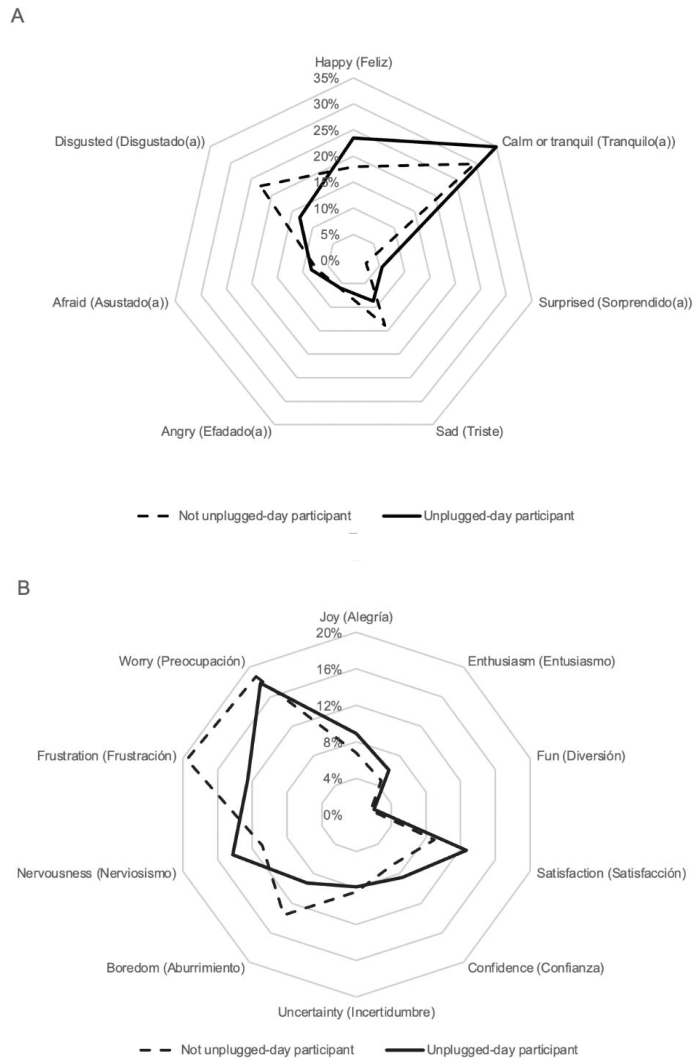 A
Happy (Feliz)
35%
30%
25%
20%
15%
10%
5%
0%
Disgusted (Disgustado(a))
Calm or tranquil (Tranquilo(a))
Afraid (Asustado(a))
Surprised (Sorprendido(a))
Angry (Efadado(a))
Sad (Triste)
Not unplugged-day participant
Unplugged-day participant
B
Joy (Alegría)
20%
16%
12%
8%
4%
0%
Worry (Preocupación)
Enthusiasm (Entusiasmo)
Frustration (Frustración)
Fun (Diversión)
Nervousness (Nerviosismo)
Satisfaction (Satisfacción)
Boredom (Aburrimiento)
Confidence (Confianza)
Uncertainty (Incertidumbre)
Not unplugged-day participant
Unplugged-day participant